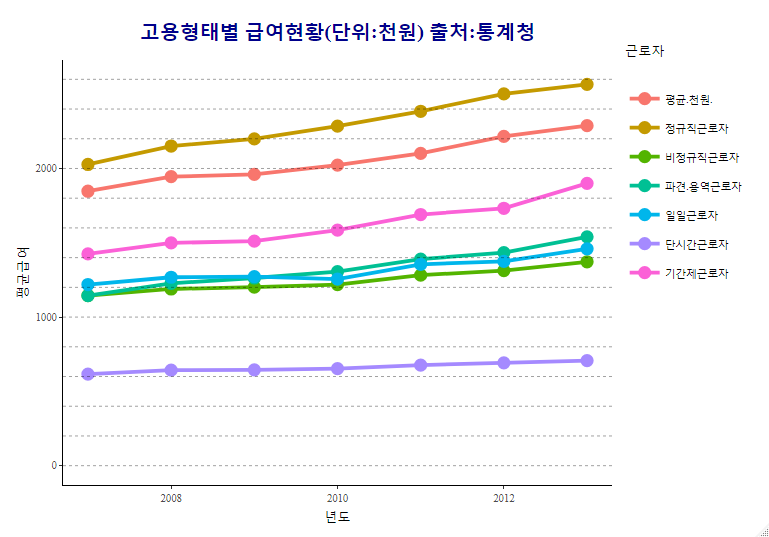 고용형태별 급여현황(단위:천원) 출처:통계청
근로자
평균.천원.
정규직근로자
비정규직근로자
파견.용역근로자
일일근로자
단시간근로자
기간제근로자
평균급여
2000
1000
0
2008
2010
2012
년도